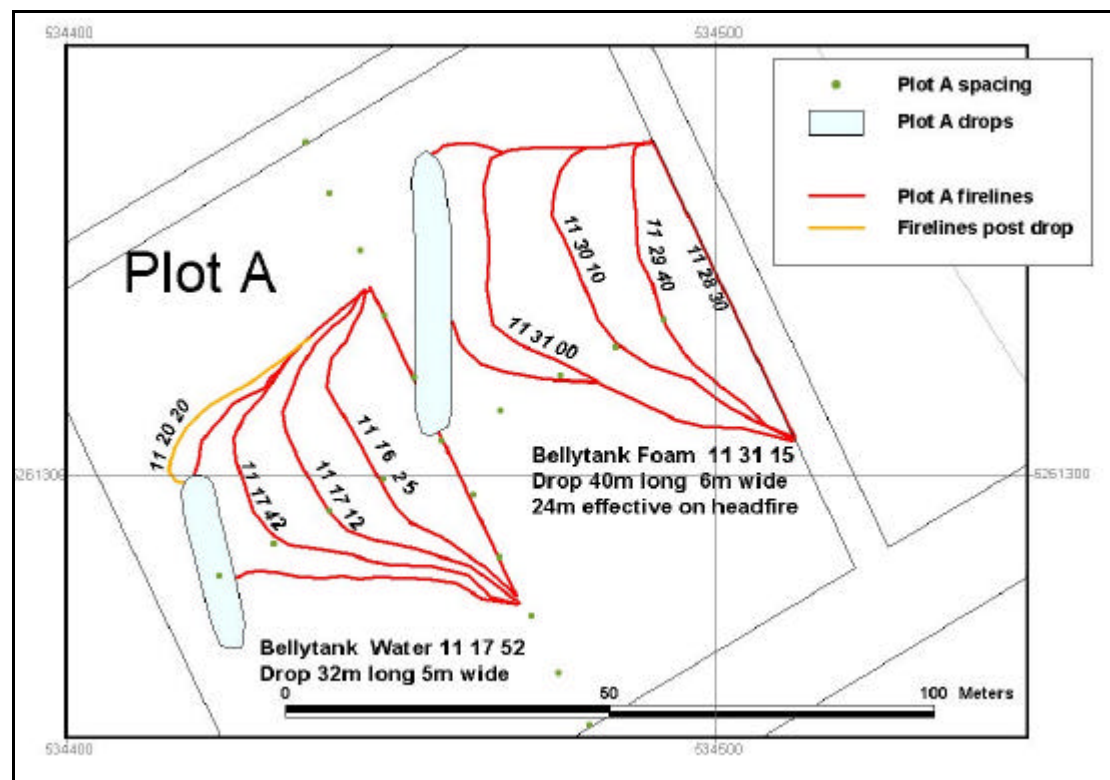 534400
534500
Plot A spacing
Plot A drops
Plot A firelines
Firelines post drop
Plot A
11 28 30
11 29 40
11 30 10
11 31 00
11 20 20
11 16 25
11 17 12
11 17 42
Bellytank Foam 11 31 15
Drop 40m long 6m wide
24m effective on headfire
5261300
5261300
Bellytank Water 11 17 52
Drop 32m long 5m wide
0 50 100 Meters
534400
534500